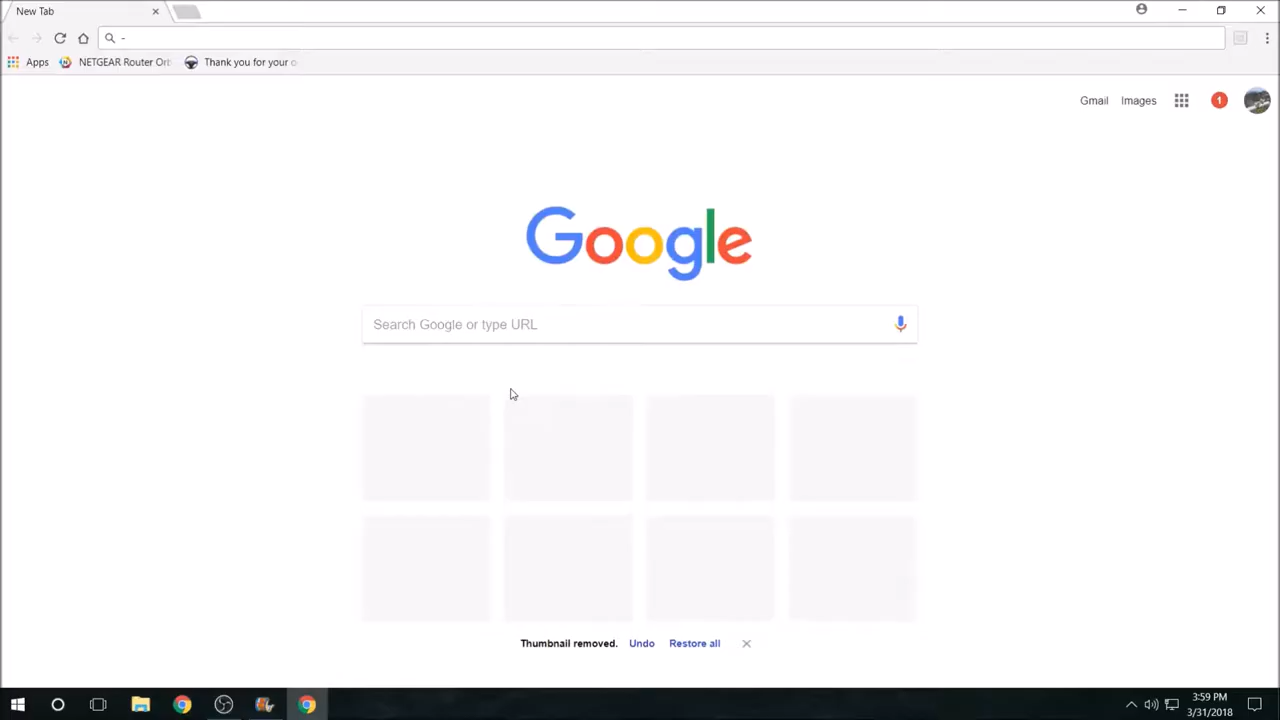 New Tab
-
Apps
NETGEAR Router Orb
Thank you for your o
Gmail
Images
1
Google
Search Google or type URL
Thumbnail removed. Undo Restore all
3:59 PM
3/31/2018